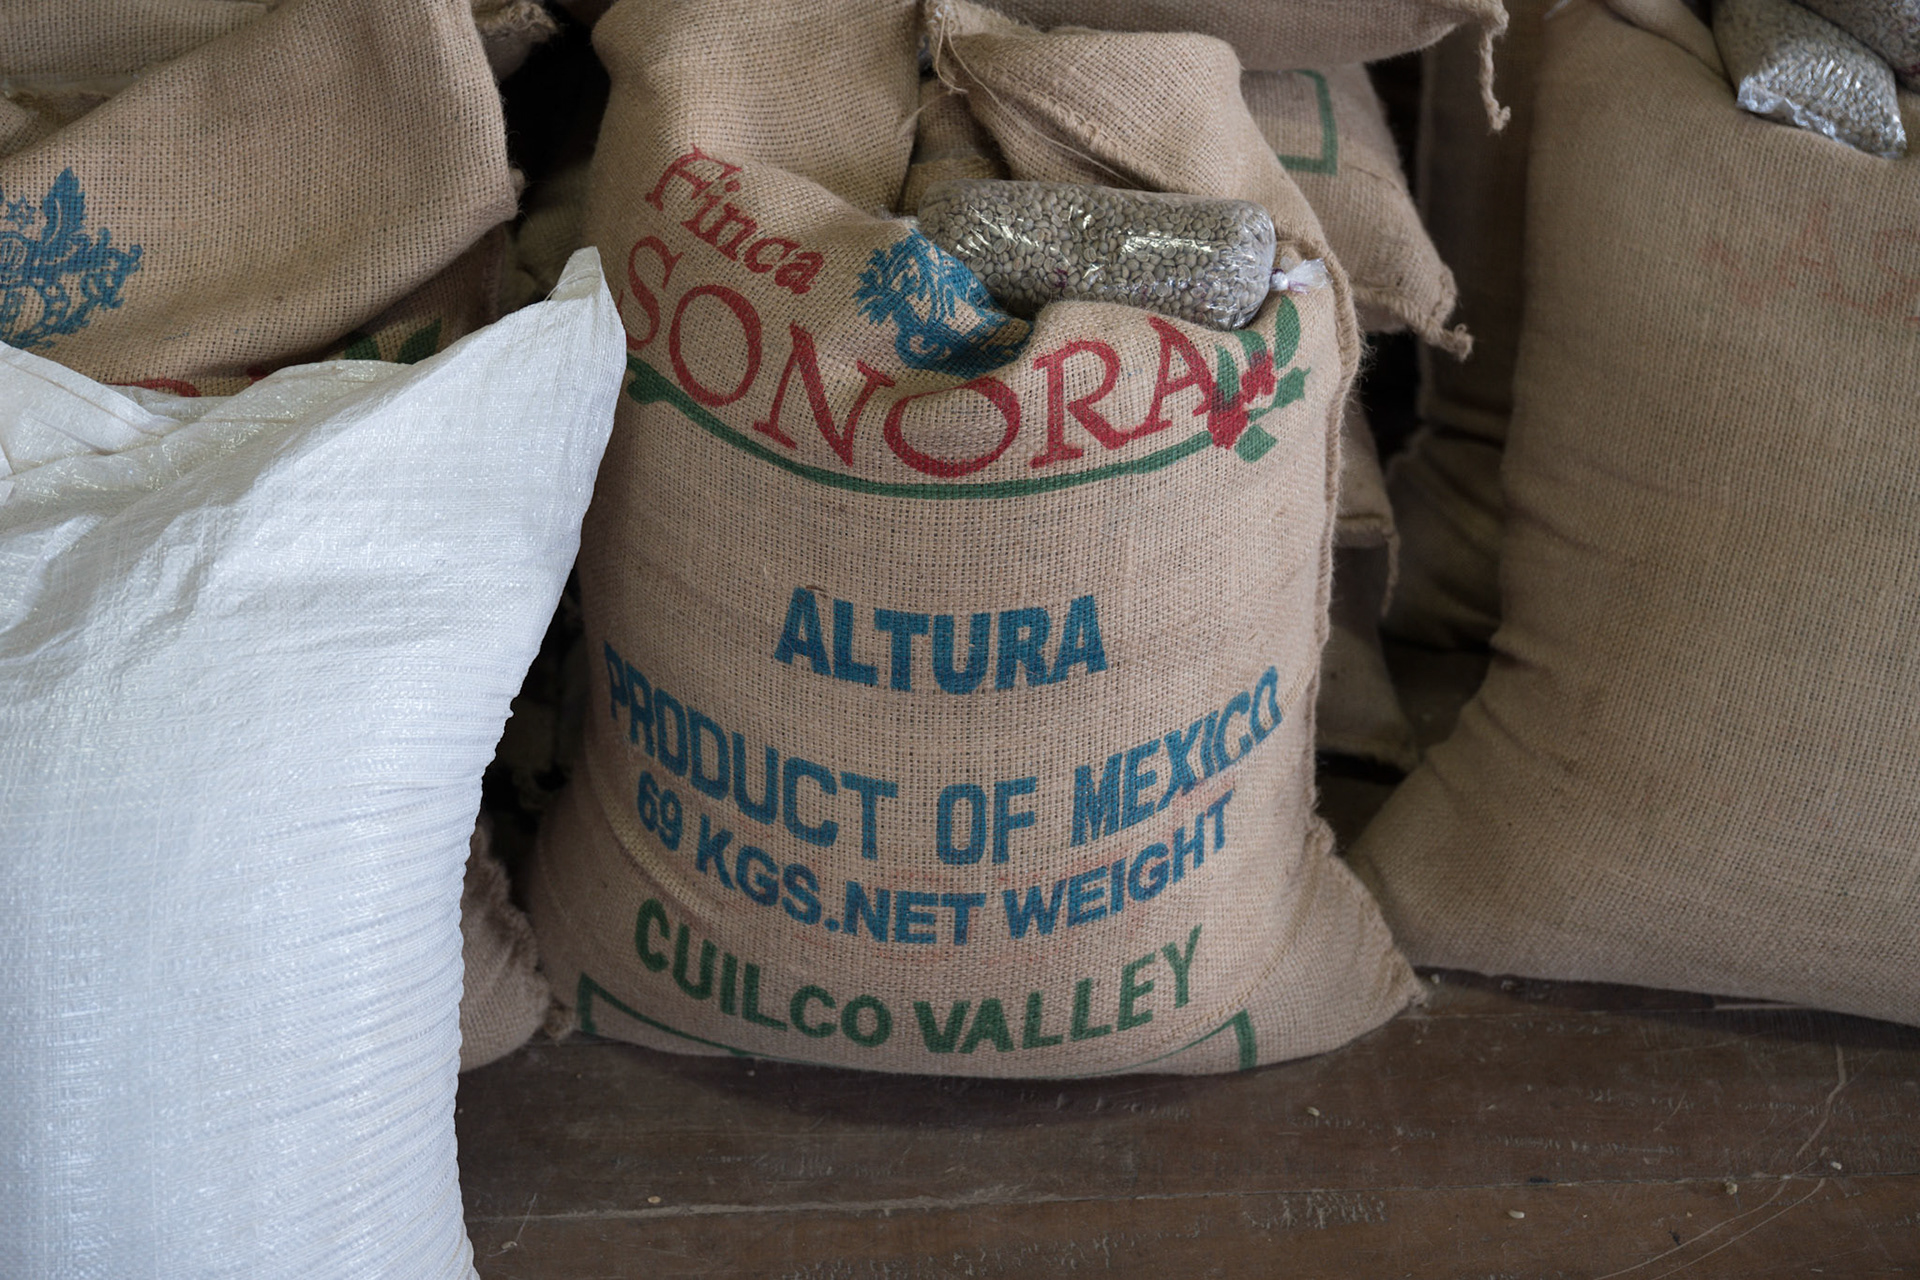 Finca
SONORA
ALTURA
PRODUCT OF MEXICO
69 KGS.NET WEIGHT
CUILCO VALLEY